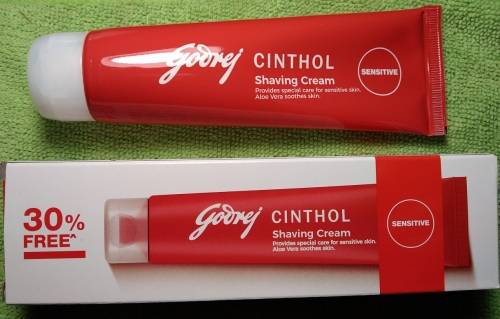 Godrej CINTHOL
Shaving Cream
Provides special care for sensitive skin.
Aloe Vera soothes skin.
SENSITIVE
30%
FREE^
Godrej CINTHOL
Shaving Cream
Provides special care for sensitive skin.
Aloe Vera soothes skin.
SENSITIVE